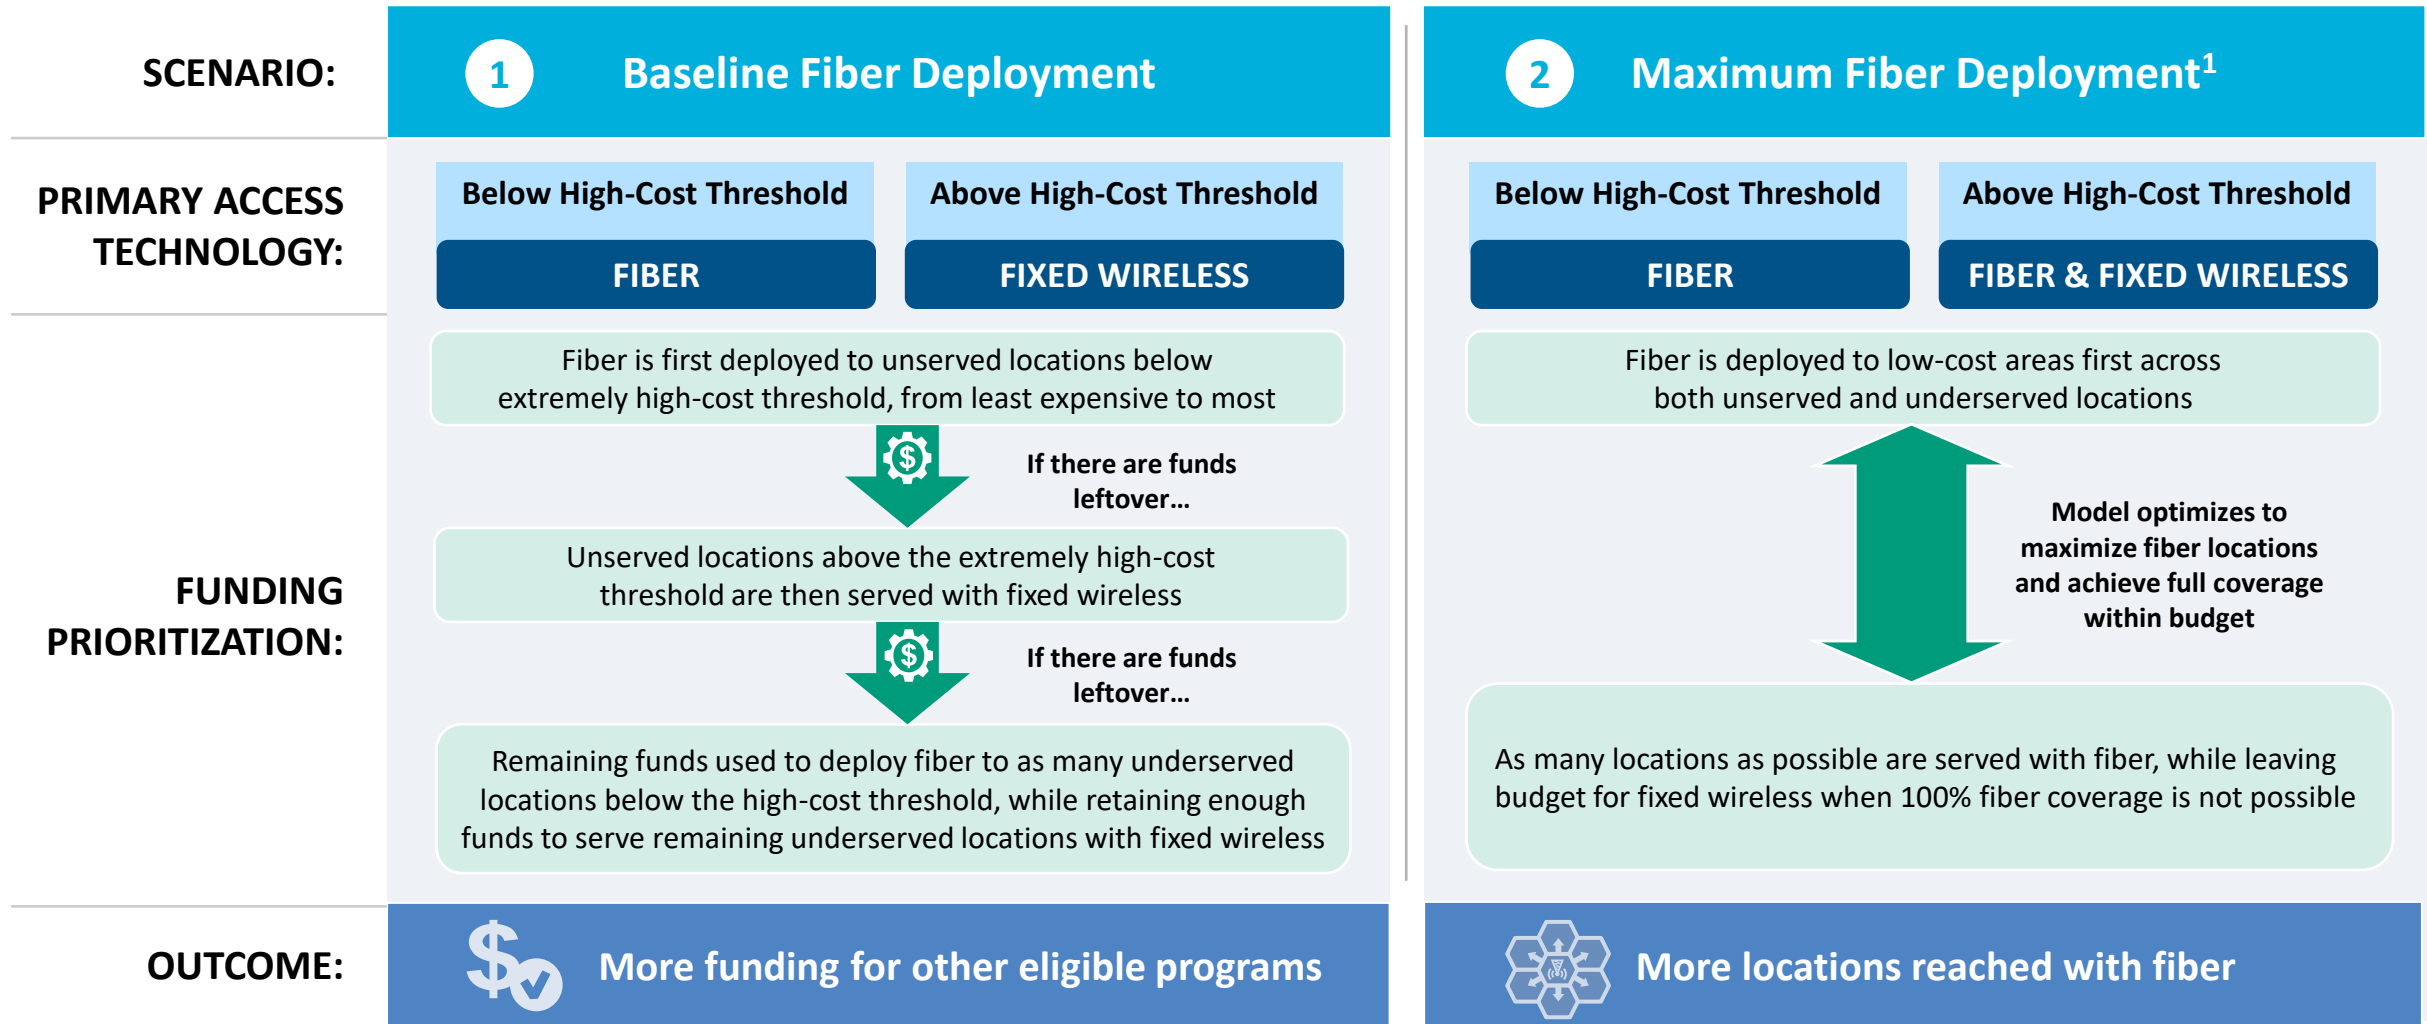 SCENARIO:
1
Baseline Fiber Deployment
2
Maximum Fiber Deployment¹
PRIMARY ACCESS
TECHNOLOGY:
Below High-Cost Threshold
FIBER
Above High-Cost Threshold
FIXED WIRELESS
Below High-Cost Threshold
FIBER
Above High-Cost Threshold
FIBER & FIXED WIRELESS
FUNDING
PRIORITIZATION:
Fiber is first deployed to unserved locations below
extremely high-cost threshold, from least expensive to most
$
If there are funds
leftover...
Unserved locations above the extremely high-cost
threshold are then served with fixed wireless
$
If there are funds
leftover...
Remaining funds used to deploy fiber to as many underserved
locations below the high-cost threshold, while retaining enough
funds to serve remaining underserved locations with fixed wireless
Fiber is deployed to low-cost areas first across
both unserved and underserved locations
Model optimizes to
maximize fiber locations
and achieve full coverage
within budget
As many locations as possible are served with fiber, while leaving
budget for fixed wireless when 100% fiber coverage is not possible
OUTCOME:
$
More funding for other eligible programs
More locations reached with fiber